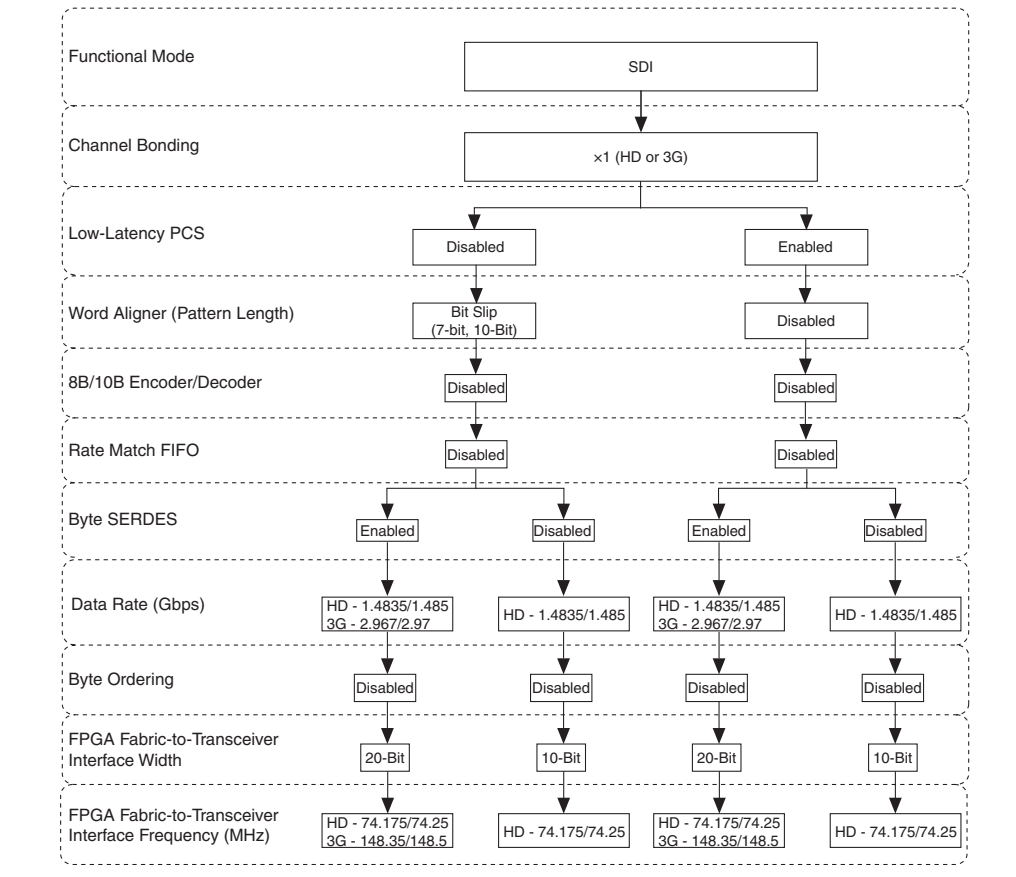 Functional Mode
SDI
Channel Bonding
×1 (HD or 3G)
Low-Latency PCS
Disabled
Enabled
Word Aligner (Pattern Length)
Bit Slip
(7-bit, 10-Bit)
Disabled
8B/10B Encoder/Decoder
Disabled
Disabled
Rate Match FIFO
Disabled
Disabled
Byte SERDES
Enabled
Disabled
Enabled
Disabled
Data Rate (Gbps)
HD - 1.4835/1.485
3G - 2.967/2.97
HD - 1.4835/1.485
HD - 1.4835/1.485
3G - 2.967/2.97
HD - 1.4835/1.485
Byte Ordering
Disabled
Disabled
Disabled
Disabled
FPGA Fabric-to-Transceiver
Interface Width
20-Bit
10-Bit
20-Bit
10-Bit
FPGA Fabric-to-Transceiver
Interface Frequency (MHz)
HD - 74.175/74.25
3G - 148.35/148.5
HD - 74.175/74.25
HD - 74.175/74.25
3G - 148.35/148.5
HD - 74.175/74.25